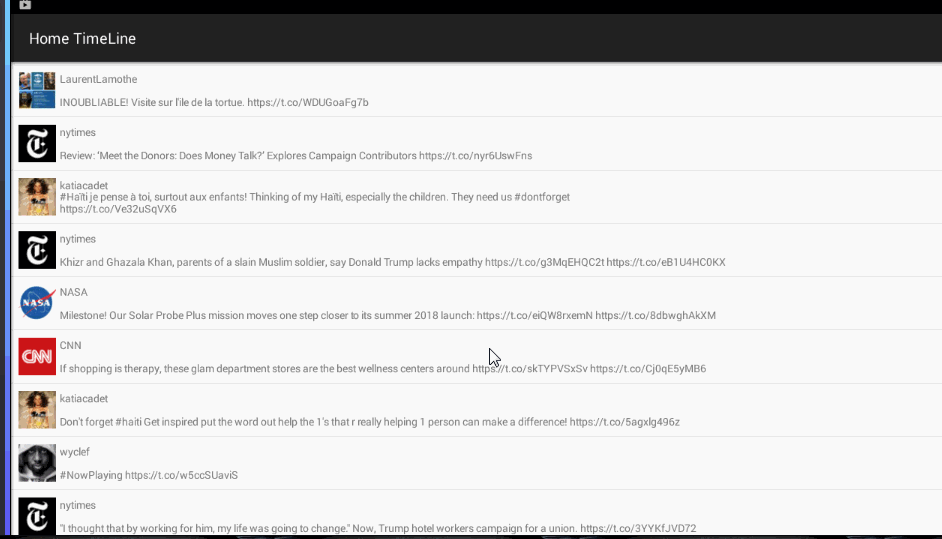 Home TimeLine
LaurentLamothe
INOUBLIABLE! Visite sur l'ile de la tortue. https://t.co/WDUGoaFg7b
nytimes
Review: 'Meet the Donors: Does Money Talk?' Explores Campaign Contributors https://t.co/nyr6UswFns
katiacadet
#Haïti je pense à toi, surtout aux enfants! Thinking of my Haïti, especially the children. They need us #dontforget
https://t.co/Ve32uSqVX6
nytimes
Khizr and Ghazala Khan, parents of a slain Muslim soldier, say Donald Trump lacks empathy https://t.co/g3MqEHQC2t https://t.co/eB1U4HC0KX
NASA
NASA
Milestone! Our Solar Probe Plus mission moves one step closer to its summer 2018 launch: https://t.co/eiQW8rxemN https://t.co/8dbwghAkXM
CNN
CNN
If shopping is therapy, these glam department stores are the best wellness centers around https://t.co/skTYPVSxSv https://t.co/Cj0qE5yMB6
katiacadet
Don't forget #haiti Get inspired put the word out help the 1's that r really helping 1 person can make a difference! https://t.co/5agxlg496z
wyclef
#NowPlaying https://t.co/w5ccSUaviS
nytimes
"I thought that by working for him, my life was going to change." Now, Trump hotel workers campaign for a union. https://t.co/3YYKfJVD72